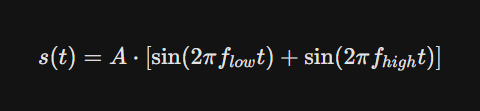 s(t) = A · [sin(2πf_low t) + sin(2πf_high t)]